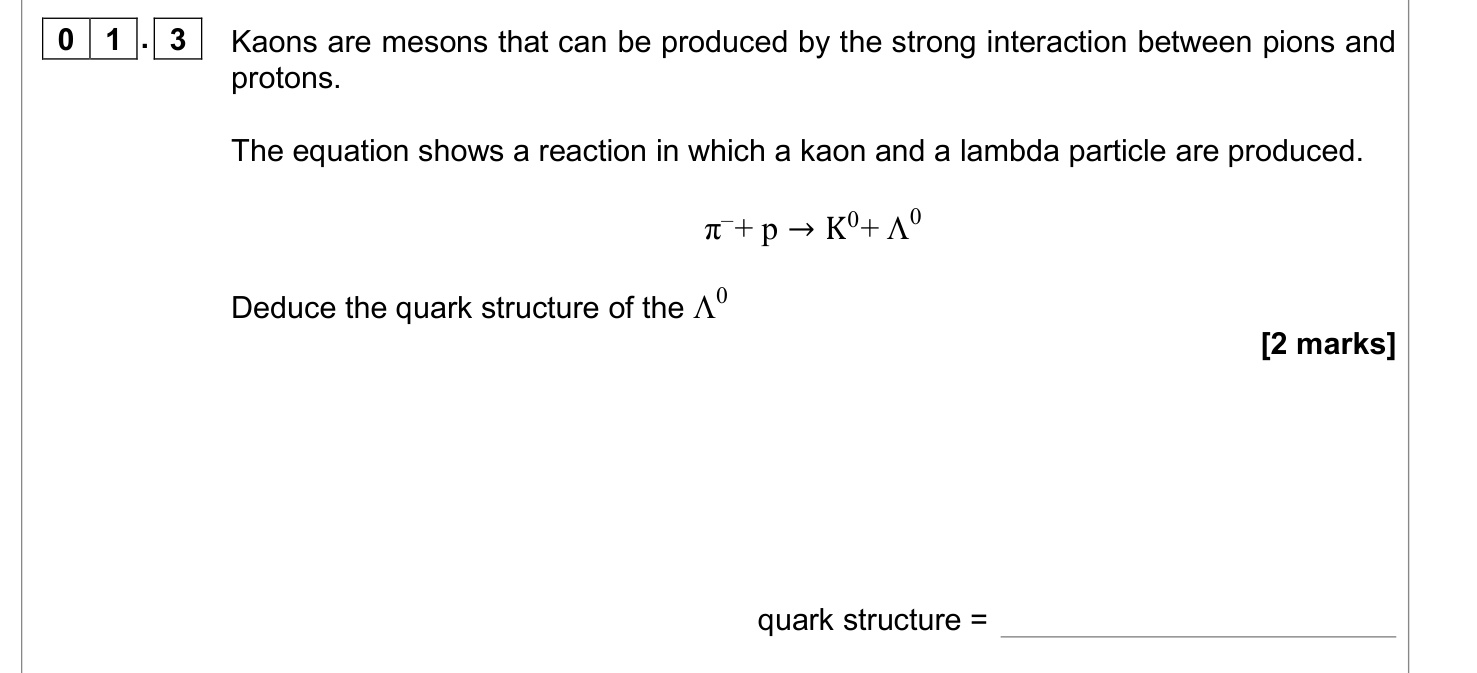 0 1 . 3 Kaons are mesons that can be produced by the strong interaction between pions and
protons.
The equation shows a reaction in which a kaon and a lambda particle are produced.
π⁻ + p → K⁰ + Λ⁰
Deduce the quark structure of the Λ⁰
[2 marks]
quark structure =